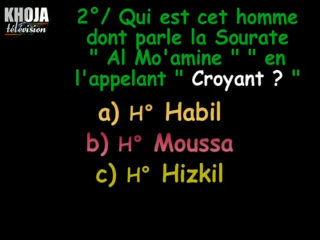 KHOJA
télévision
2°/ Qui est cet homme
dont parle la Sourate
" Al Mo'amine " " en
l'appelant " Croyant ? "
a) H° Habil
b) H° Moussa
c) H° Hizkil